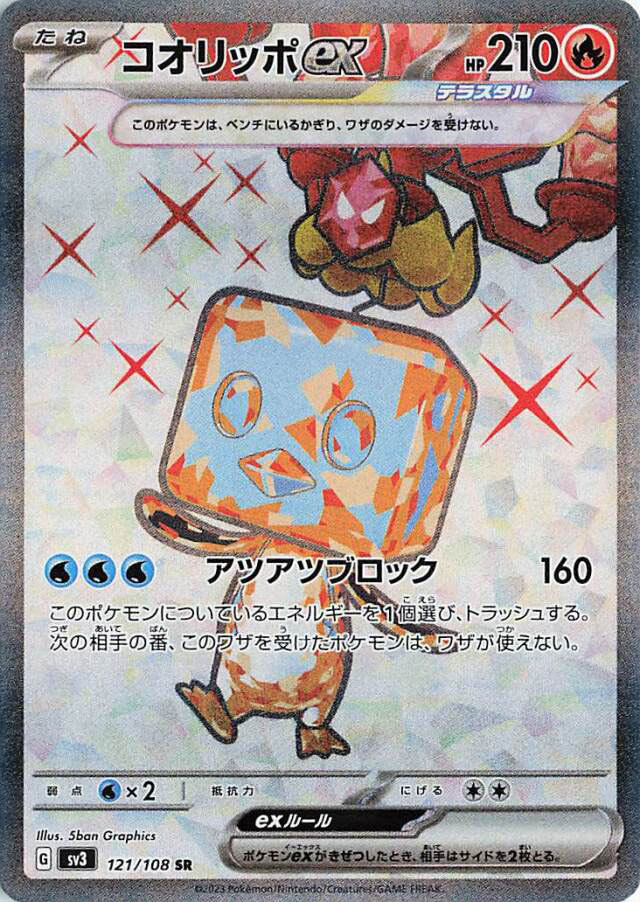 たね コオリッポex HP210
テラスタル
このポケモンは、ベンチにいるかぎり、ワザのダメージを受けない。
アツアツブロック 160
このポケモンについているエネルギーを1個選び、トラッシュする。
次の相手の番、このワザを受けたポケモンは、ワザが使えない。
弱点 ×2 抵抗力 にげる
exルール
ポケモンexがきぜつしたとき、相手はサイドを2枚とる。
Illus. 5ban Graphics
G sv3 121/108 SR
©2023 Pokémon/Nintendo/Creatures/GAME FREAK.